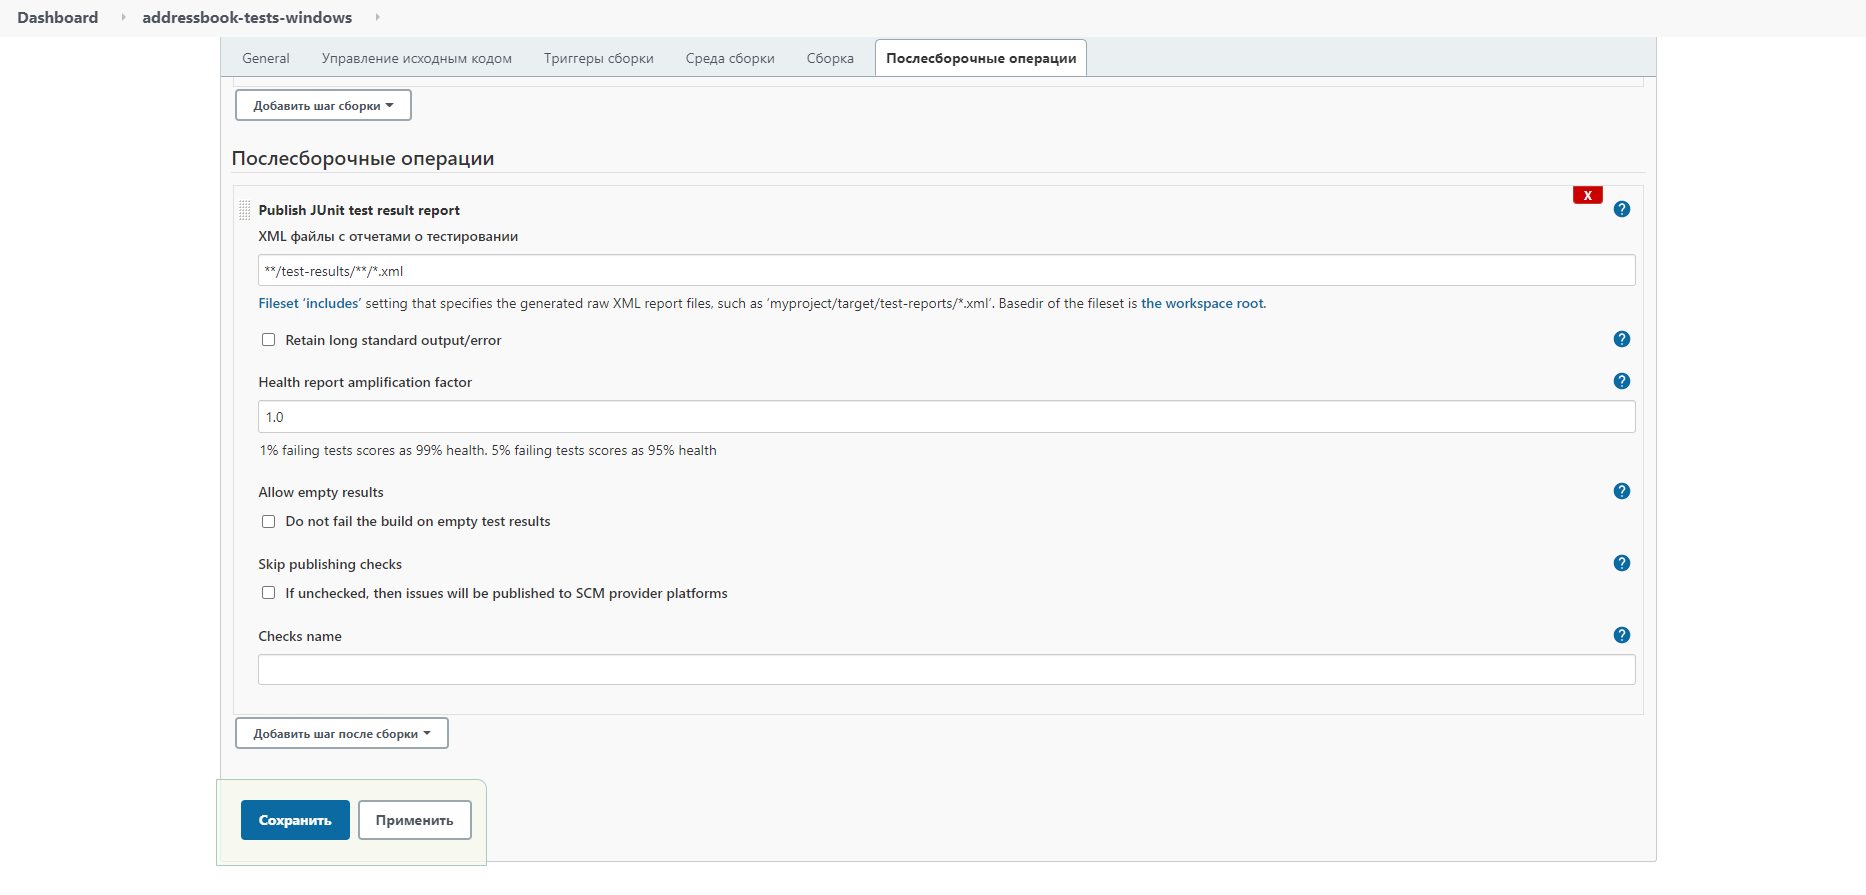 Dashboard addressbook-tests-windows
General Управление исходным кодом Триггеры сборки Среда сборки Сборка Послесборочные операции
Добавить шаг сборки
Послесборочные операции
X
Publish JUnit test result report ?
XML файлы с отчетами о тестировании
**/test-results/**/*.xml
Fileset ‘includes’ setting that specifies the generated raw XML report files, such as ‘myproject/target/test-reports/*.xml’. Basedir of the fileset is the workspace root.
Retain long standard output/error ?
Health report amplification factor ?
1.0
1% failing tests scores as 99% health. 5% failing tests scores as 95% health
Allow empty results ?
Do not fail the build on empty test results
Skip publishing checks ?
If unchecked, then issues will be published to SCM provider platforms
Checks name ?
Добавить шаг после сборки
Сохранить Применить